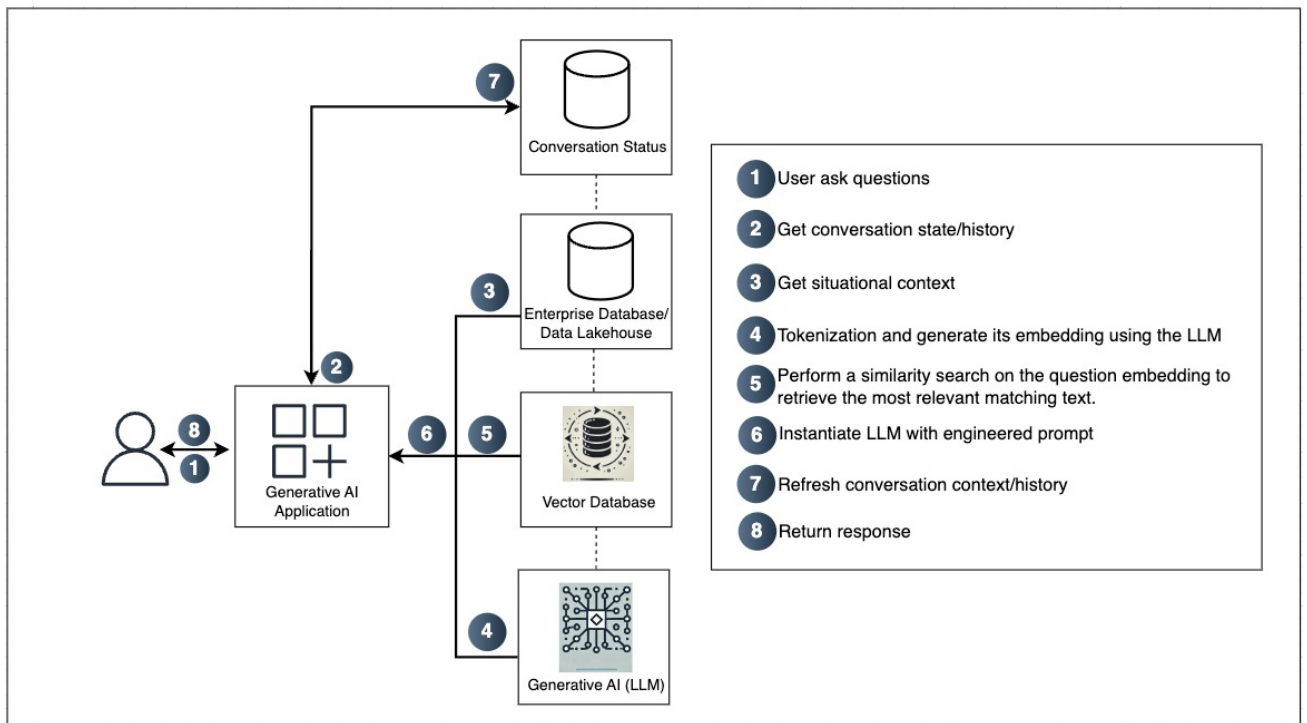 7
Conversation Status
3
Enterprise Database/
Data Lakehouse
2
8
1
Generative AI
Application
6
5
Vector Database
4
Generative AI (LLM)
1 User ask questions
2 Get conversation state/history
3 Get situational context
4 Tokenization and generate its embedding using the LLM
5 Perform a similarity search on the question embedding to
retrieve the most relevant matching text.
6 Instantiate LLM with engineered prompt
7 Refresh conversation context/history
8 Return response